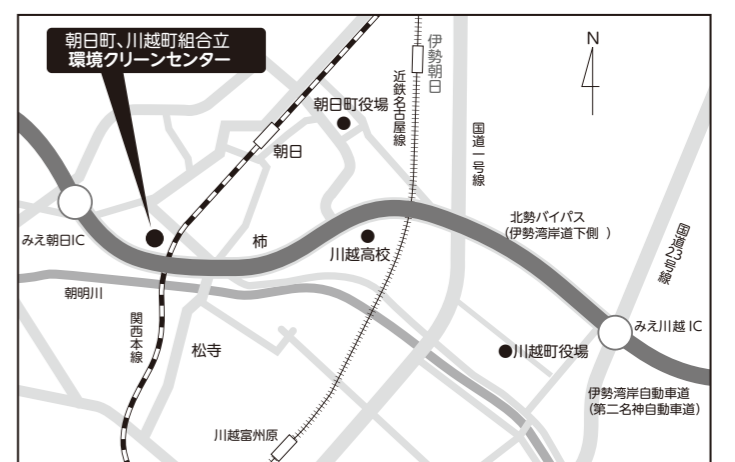 朝日町、川越町組合立
環境クリーンセンター
伊勢朝日
N
近鉄名古屋線
朝日町役場
国道一号線
朝日
北勢バイパス
(伊勢湾岸道下側 )
国道23号線
みえ朝日IC
柿
川越高校
朝明川
関西本線
松寺
みえ川越IC
川越町役場
伊勢湾岸自動車道
(第二名神自動車道)
川越富州原